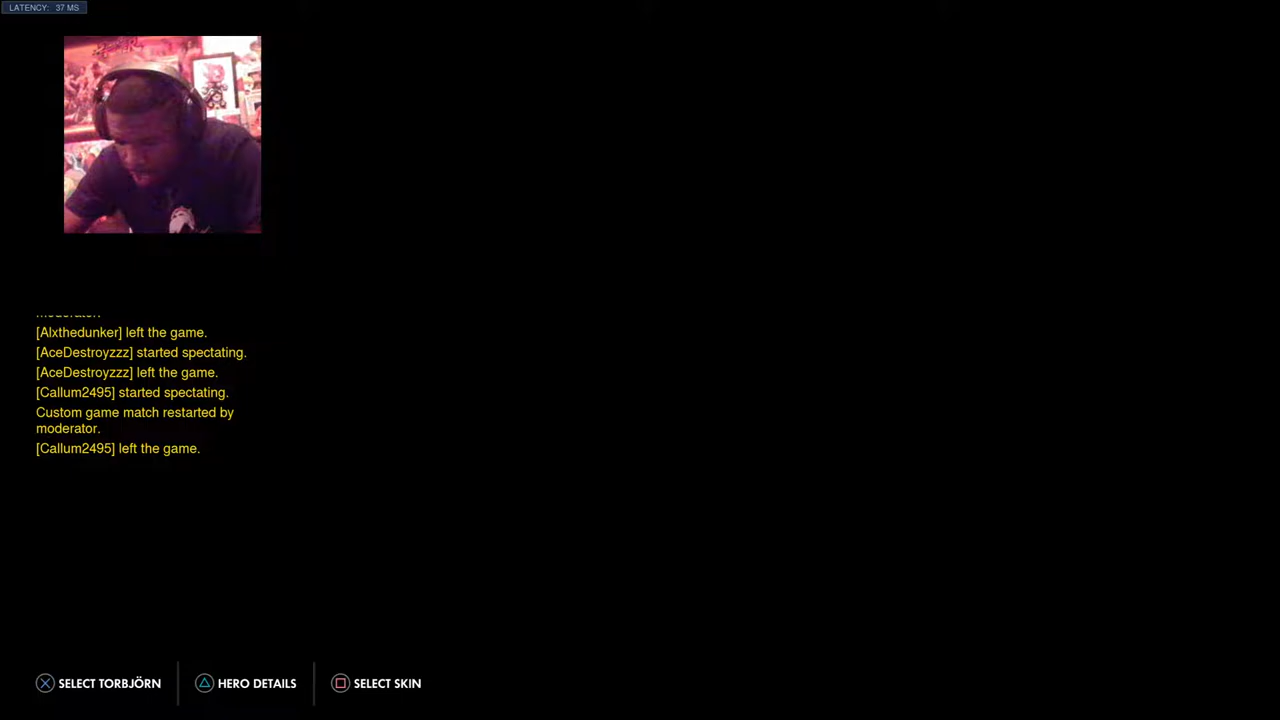 LATENCY: 37 MS
moderator.
[Alxthedunker] left the game.
[AceDestroyzzz] started spectating.
[AceDestroyzzz] left the game.
[Callum2495] started spectating.
Custom game match restarted by
moderator.
[Callum2495] left the game.
SELECT TORBJÖRN
HERO DETAILS
SELECT SKIN